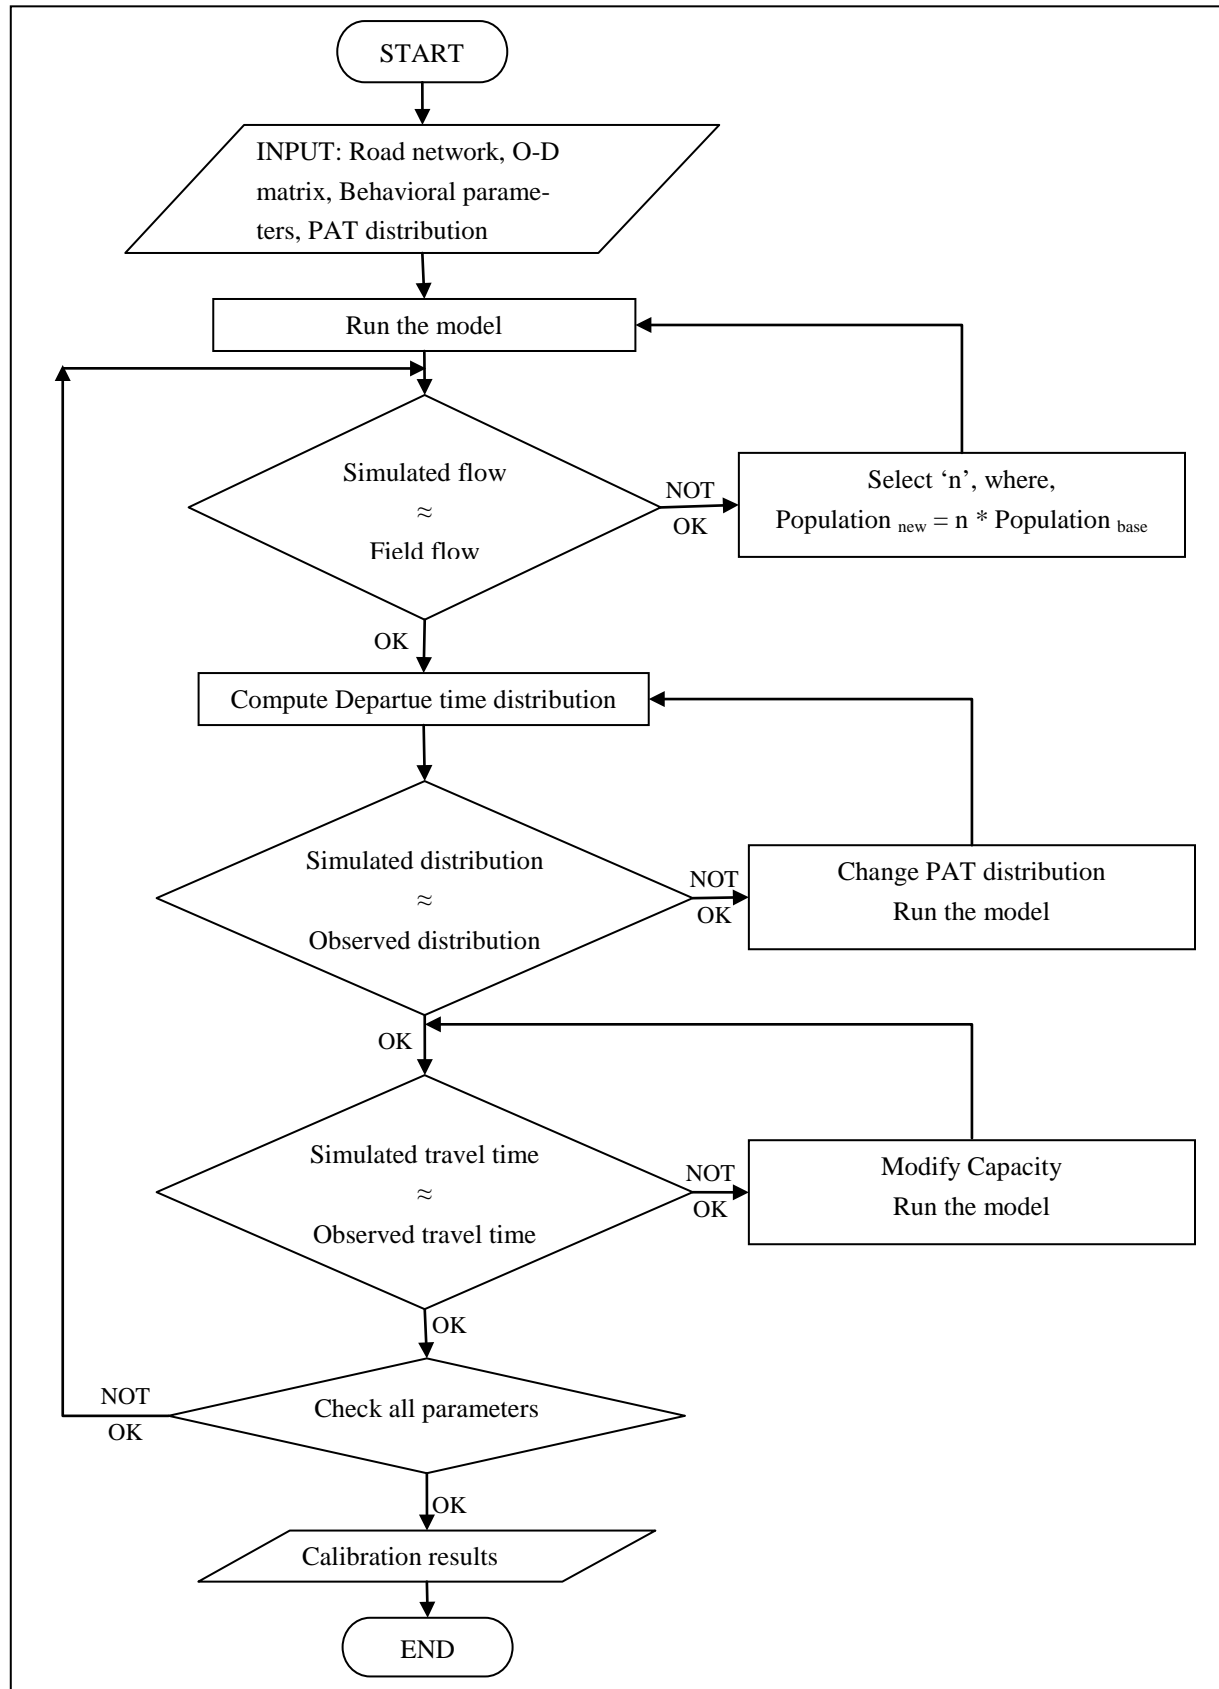 START
INPUT: Road network, O-D
matrix, Behavioral parame-
ters, PAT distribution
Run the model
Simulated flow
≈
Field flow
NOT
OK
Select ‘n’, where,
Population new = n * Population base
OK
Compute Departue time distribution
Simulated distribution
≈
Observed distribution
NOT
OK
Change PAT distribution
Run the model
OK
Simulated travel time
≈
Observed travel time
NOT
OK
Modify Capacity
Run the model
OK
NOT
OK
Check all parameters
OK
Calibration results
END